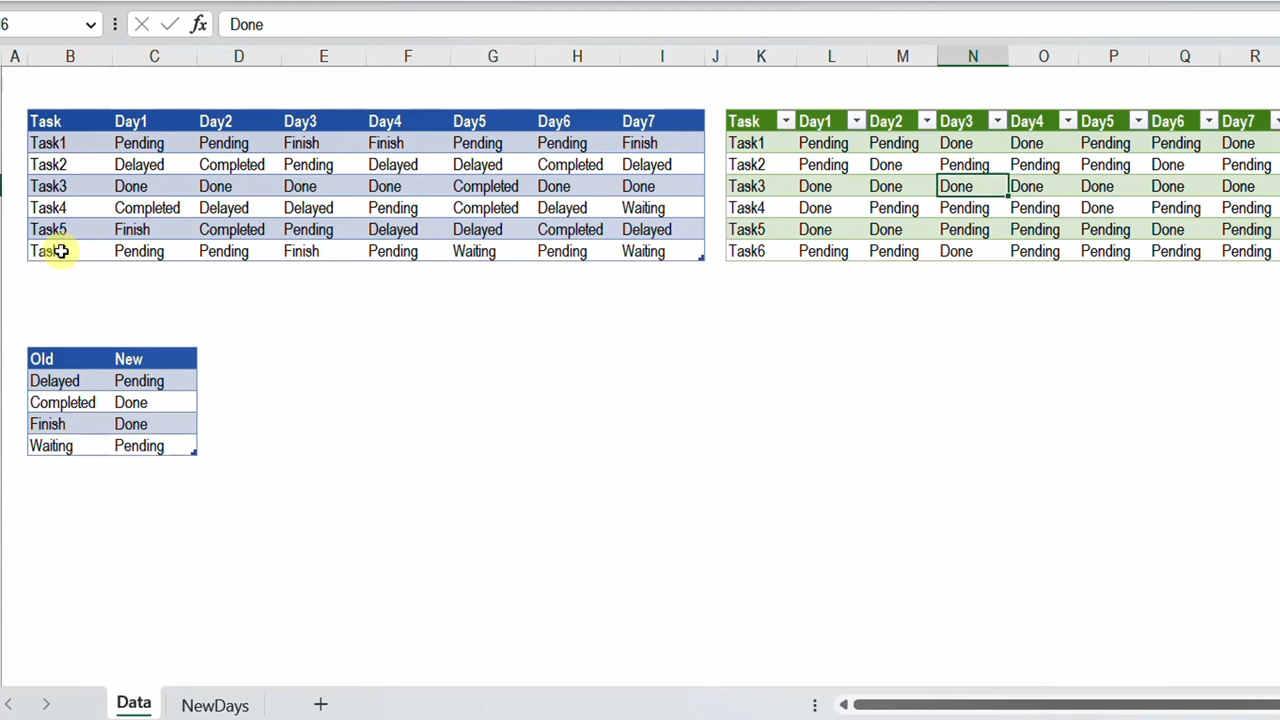 6 Done
A B C D E F G H I J K L M N O P Q R
Task Day1 Day2 Day3 Day4 Day5 Day6 Day7 Task Day1 Day2 Day3 Day4 Day5 Day6 Day7
Task1 Pending Pending Finish Finish Pending Pending Finish Task1 Pending Pending Done Done Pending Pending Done
Task2 Delayed Completed Pending Delayed Delayed Completed Delayed Task2 Pending Done Pending Pending Pending Done Pending
Task3 Done Done Done Done Completed Done Done Task3 Done Done Done Done Done Done Done
Task4 Completed Delayed Delayed Pending Completed Delayed Waiting Task4 Done Pending Pending Pending Done Pending Pending
Task5 Finish Completed Pending Delayed Delayed Completed Delayed Task5 Done Done Pending Pending Pending Done Pending
Task Pending Pending Finish Pending Waiting Pending Waiting Task6 Pending Pending Done Pending Pending Pending Pending
Old New
Delayed Pending
Completed Done
Finish Done
Waiting Pending
Data NewDays